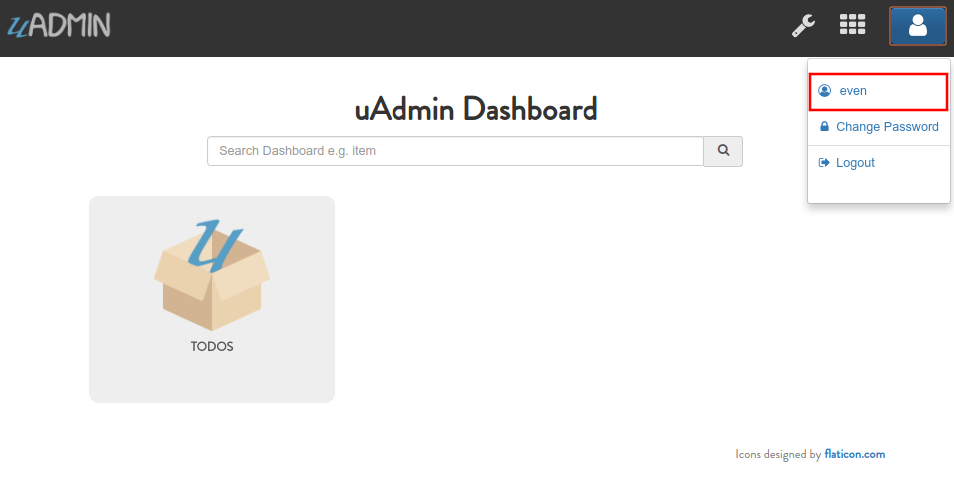 uADMIN
even
Change Password
Logout
uAdmin Dashboard
Search Dashboard e.g. item
u
TODOS
Icons designed by flaticon.com